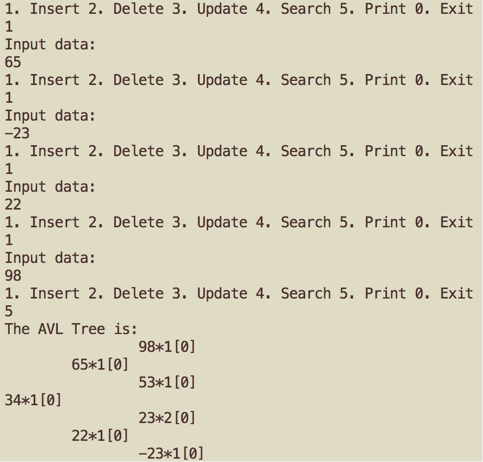 1. Insert 2. Delete 3. Update 4. Search 5. Print 0. Exit
1
Input data:
65
1. Insert 2. Delete 3. Update 4. Search 5. Print 0. Exit
1
Input data:
-23
1. Insert 2. Delete 3. Update 4. Search 5. Print 0. Exit
1
Input data:
22
1. Insert 2. Delete 3. Update 4. Search 5. Print 0. Exit
1
Input data:
98
1. Insert 2. Delete 3. Update 4. Search 5. Print 0. Exit
5
The AVL Tree is:
98*1[0]
65*1[0]
53*1[0]
34*1[0]
23*2[0]
22*1[0]
-23*1[0]